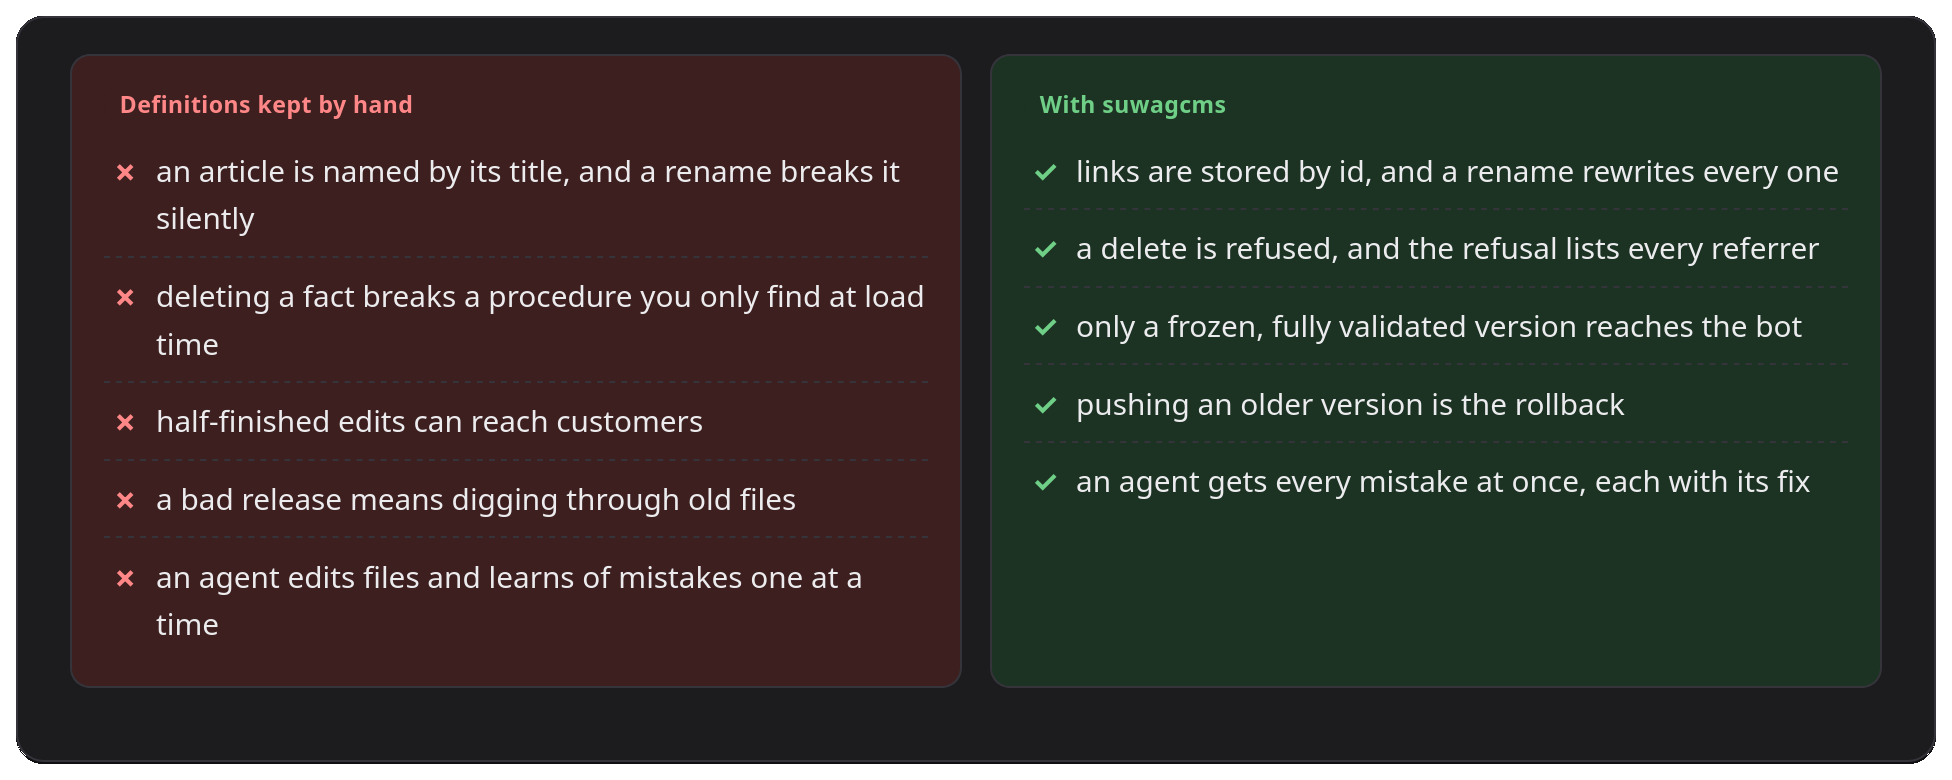 Definitions kept by hand
an article is named by its title, and a rename breaks it
silently
deleting a fact breaks a procedure you only find at load
time
half-finished edits can reach customers
a bad release means digging through old files
an agent edits files and learns of mistakes one at a
time
With suwagcms
links are stored by id, and a rename rewrites every one
a delete is refused, and the refusal lists every referrer
only a frozen, fully validated version reaches the bot
pushing an older version is the rollback
an agent gets every mistake at once, each with its fix